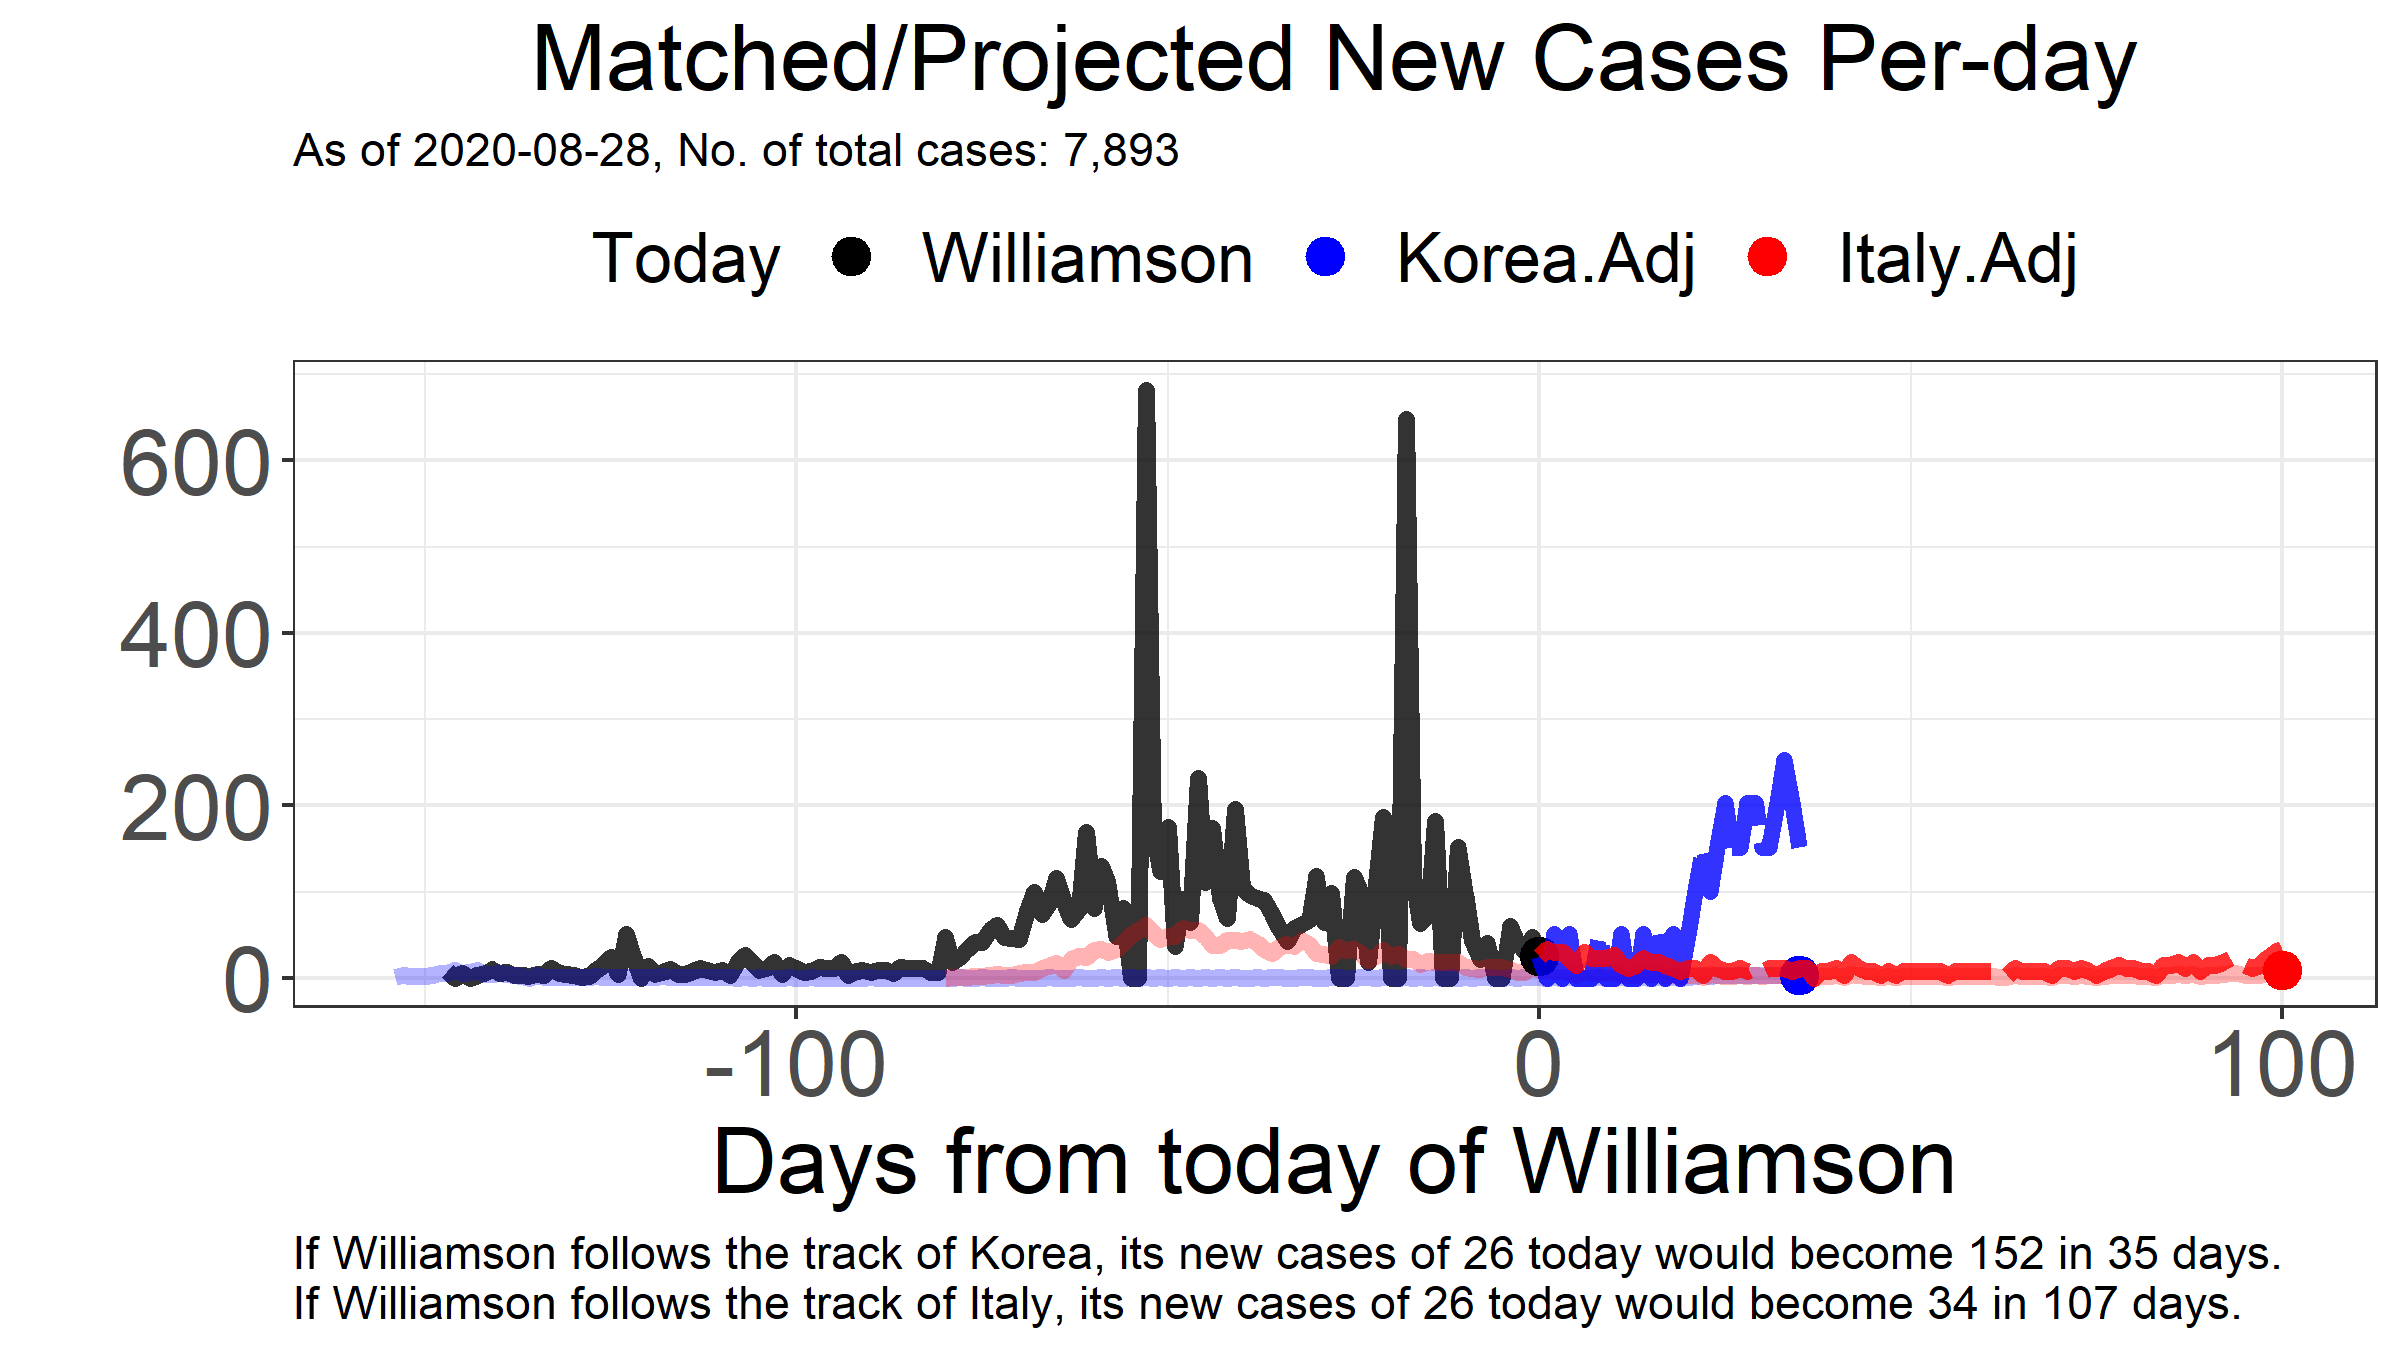 Matched/Projected New Cases Per-day
As of 2020-08-28, No. of total cases: 7,893
Today Williamson Korea.Adj Italy.Adj
600
400
200
0
-100 0 100
Days from today of Williamson
If Williamson follows the track of Korea, its new cases of 26 today would become 152 in 35 days.
If Williamson follows the track of Italy, its new cases of 26 today would become 34 in 107 days.